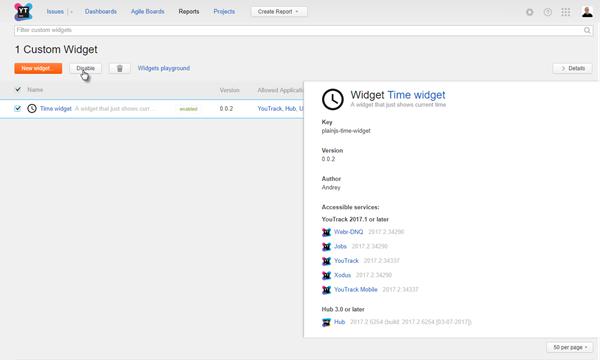 YT
Issues
Dashboards
Agile Boards
Reports
Projects
Create Report
Filter custom widgets
1 Custom Widget
New widget...
Disable
Widgets playground
Details
Name
Version
Allowed Applicatio
Time widget
A widget that just shows curr...
enabled
0.0.2
YouTrack, Hub, U
Widget Time widget
A widget that just shows current time
Key
plainjs-time-widget
Version
0.0.2
Author
Andrey
Accessible services:
YouTrack 2017.1 or later
Webr-DNQ 2017.2.34290
Jobs 2017.2.34290
YouTrack 2017.2.34337
Xodus 2017.2.34290
YouTrack Mobile 2017.2.34337
Hub 3.0 or later
Hub 2017.2.6254 (build: 2017.2.6254 [03-07-2017])
50 per page